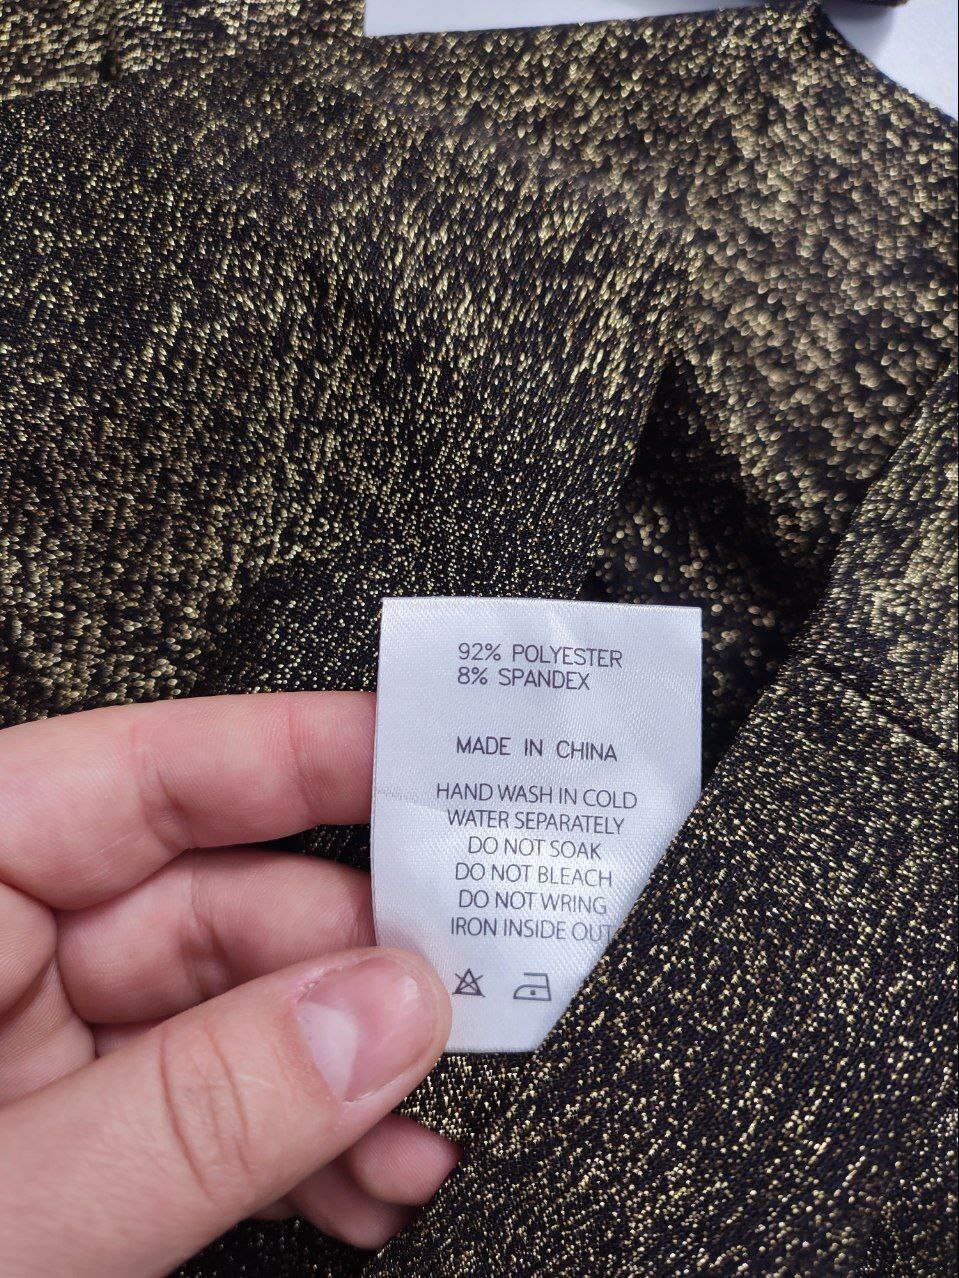 92% POLYESTER
8% SPANDEX
MADE IN CHINA
HAND WASH IN COLD
WATER SEPARATELY
DO NOT SOAK
DO NOT BLEACH
DO NOT WRING
IRON INSIDE OUT